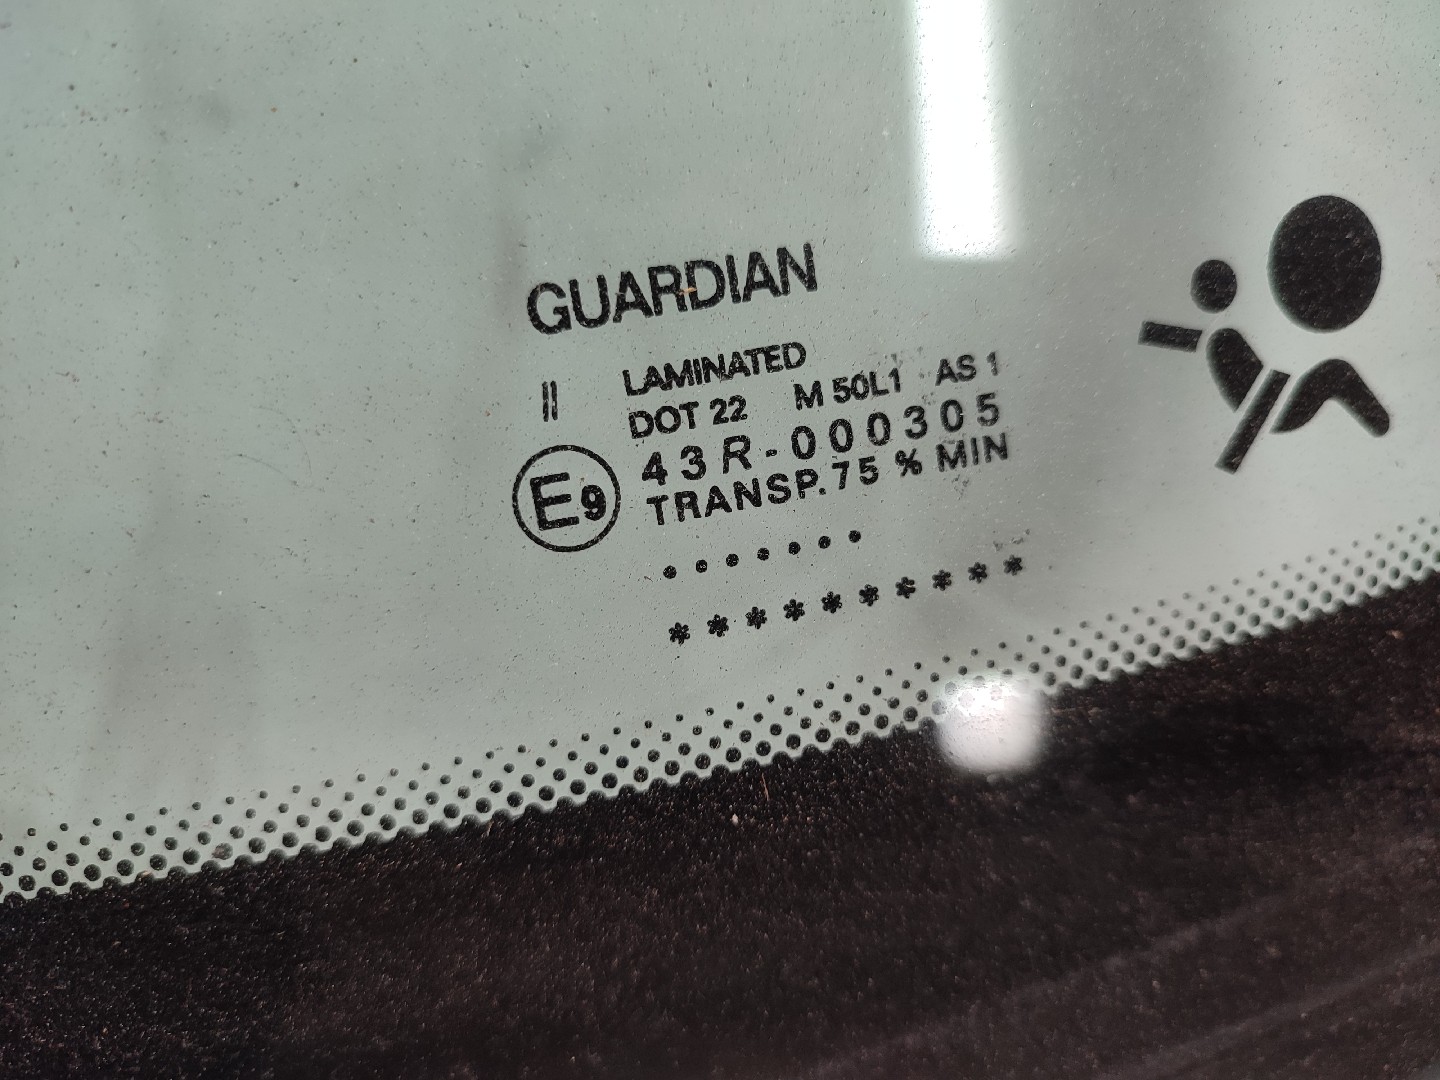 GUARDIAN
II LAMINATED
DOT 22 M 50L1 AS 1
E9 43R-000305
TRANSP. 75 % MIN
.......
**********